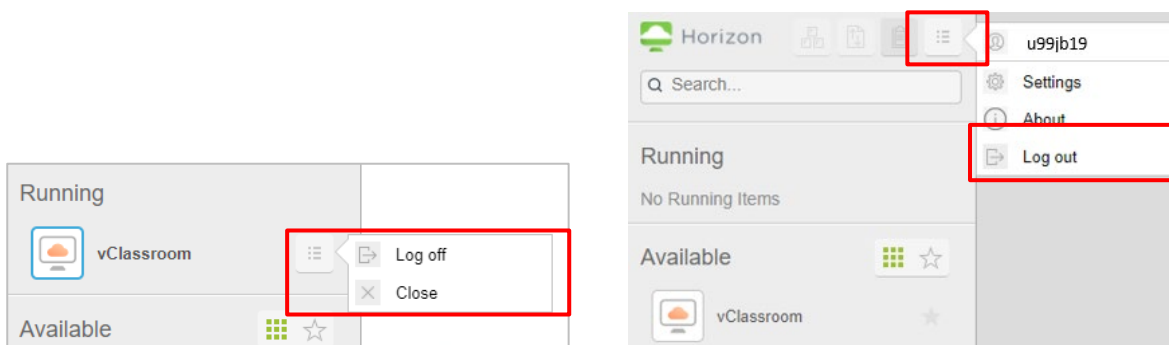 Running
vClassroom
Log off
Close
Available
Horizon
u99jb19
Search...
Settings
About
Log out
Running
No Running Items
Available
vClassroom